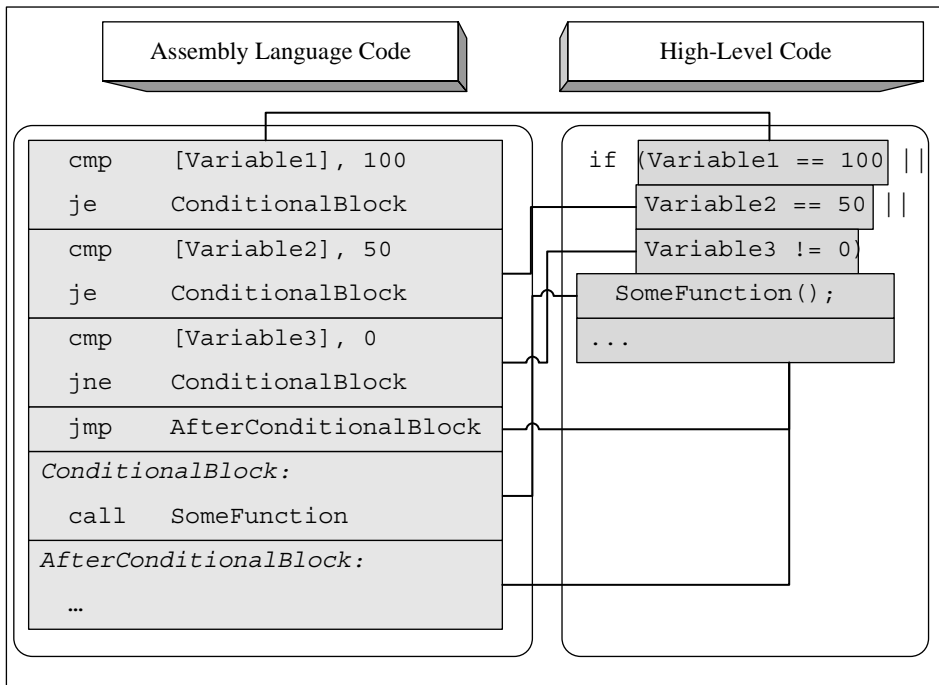 Assembly Language Code
cmp [Variable1], 100
je ConditionalBlock
cmp [Variable2], 50
je ConditionalBlock
cmp [Variable3], 0
jne ConditionalBlock
jmp AfterConditionalBlock
ConditionalBlock:
call SomeFunction
AfterConditionalBlock:
…
High-Level Code
if (Variable1 == 100 ||
Variable2 == 50 ||
Variable3 != 0)
SomeFunction();
...